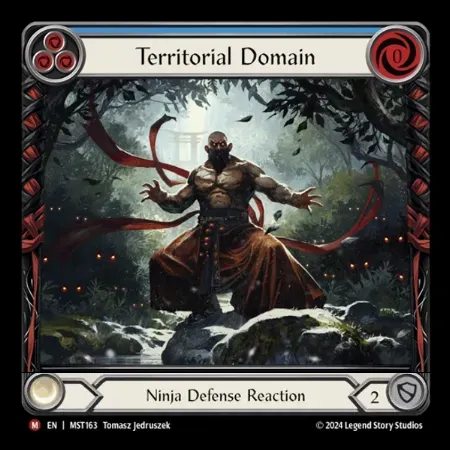 Territorial Domain
0
Ninja Defense Reaction
2
M EN | MST163 Tomasz Jedruszek © 2024 Legend Story Studios